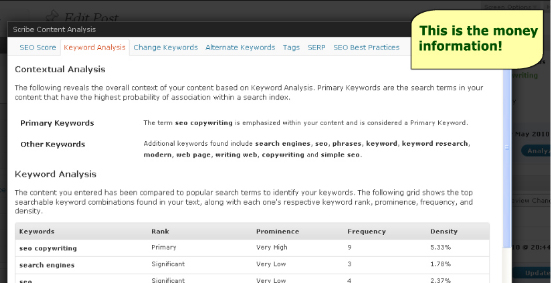 Edit Post
Scribe Content Analysis
This is the money
information!
SEO Score Keyword Analysis Change Keywords Alternate Keywords Tags SERP SEO Best Practices
Contextual Analysis
The following reveals the overall context of your content based on Keyword Analysis. Primary Keywords are the search terms in your
content that have the highest probability of association within a search index.
Primary Keywords The term seo copywriting is emphasized within your content and is considered a Primary Keyword.
Other Keywords Additional keywords found include search engines, seo, phrases, keyword, keyword research,
modern, web page, writing web, copywriting and simple seo.
Keyword Analysis
The content you entered has been compared to popular search terms to identify your keywords. The following grid shows the top
searchable keyword combinations found in your text, along with each one's respective keyword rank, prominence, frequency, and
density.
Keywords Rank Prominence Frequency Density
seo copywriting Primary Very High 9 5.33%
search engines Significant Very Low 3 1.78%
seo Significant Very Low 4 2.37%